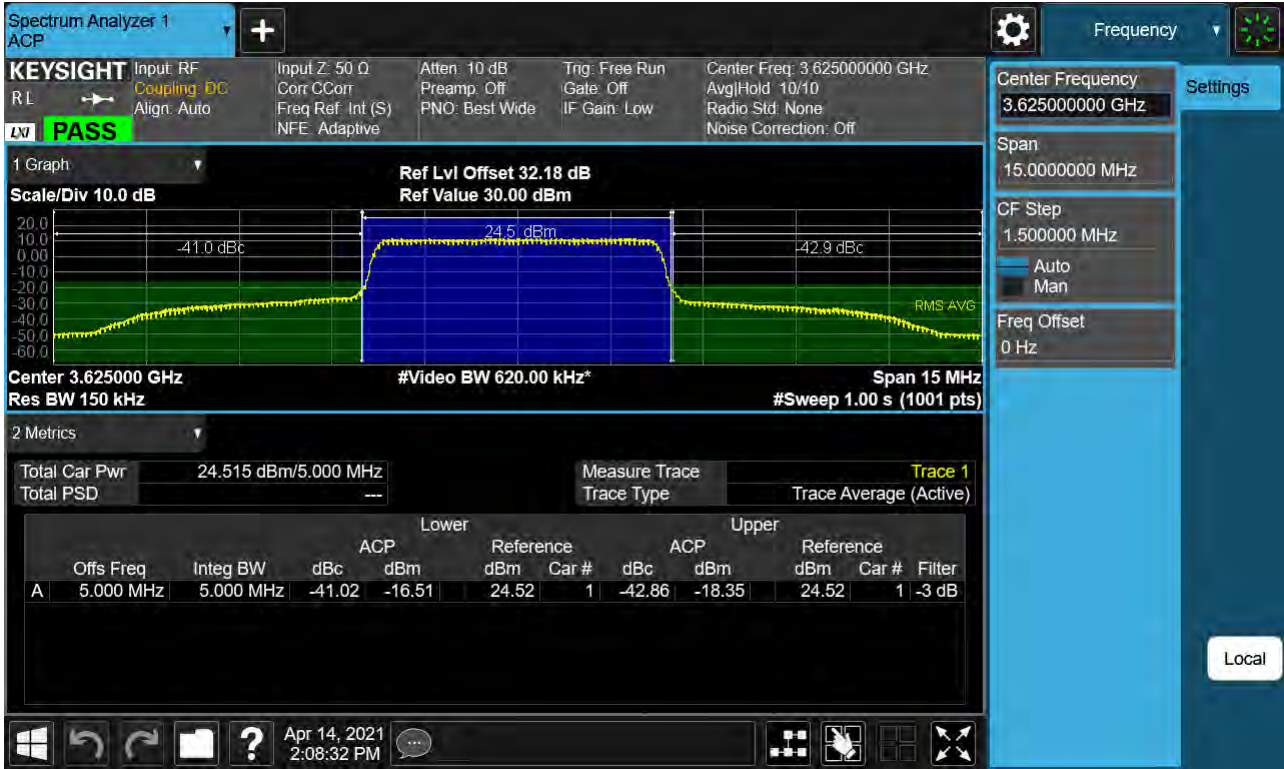 Spectrum Analyzer 1
ACP
Frequency
KEYSIGHT
RL
LXI
PASS
Input: RF
Coupling: DC
Align: Auto
Input Z: 50 Ω
Corr CCorr
Freq Ref: Int (S)
NFE: Adaptive
Atten: 10 dB
Preamp: Off
PNO: Best Wide
Trig: Free Run
Gate: Off
IF Gain: Low
Center Freq: 3.625000000 GHz
Avg|Hold: 10/10
Radio Std: None
Noise Correction: Off
Center Frequency
3.625000000 GHz
Settings
Span
15.0000000 MHz
CF Step
1.500000 MHz
Auto
Man
Freq Offset
0 Hz
Local
1 Graph
Scale/Div 10.0 dB
Ref Lvl Offset 32.18 dB
Ref Value 30.00 dBm
20.0
10.0
0.00
-10.0
-20.0
-30.0
-40.0
-50.0
-60.0
-41.0 dBc
24.5 dBm
-42.9 dBc
RMS AVG
Center 3.625000 GHz
#Video BW 620.00 kHz*
Span 15 MHz
Res BW 150 kHz
#Sweep 1.00 s (1001 pts)
2 Metrics
Total Car Pwr 24.515 dBm/5.000 MHz
Total PSD ---
Measure Trace Trace 1
Trace Type Trace Average (Active)
Lower Upper
ACP Reference ACP Reference
Offs Freq Integ BW dBc dBm dBm Car # dBc dBm dBm Car # Filter
A 5.000 MHz 5.000 MHz -41.02 -16.51 24.52 1 -42.86 -18.35 24.52 1 -3 dB
?
Apr 14, 2021
2:08:32 PM